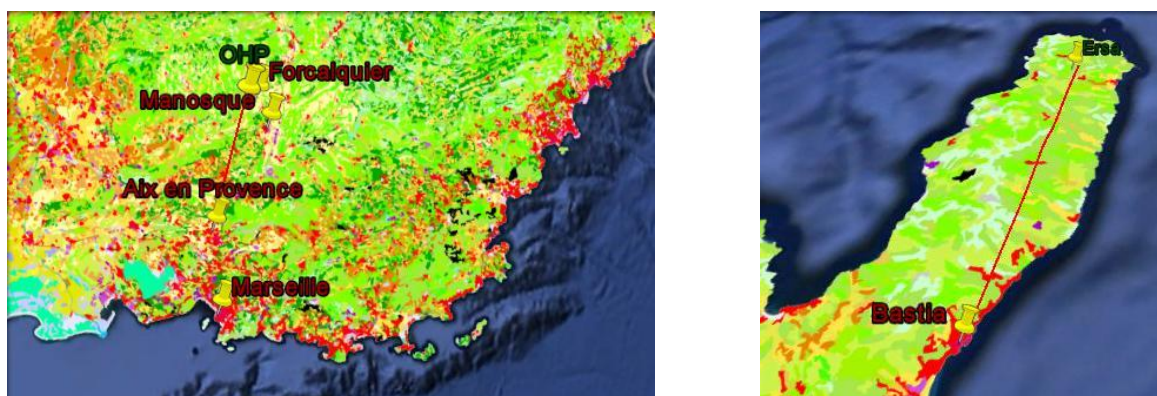 OHP
Forcalquier
Manosque
Aix en Provence
Marseille
Ersa
Bastia